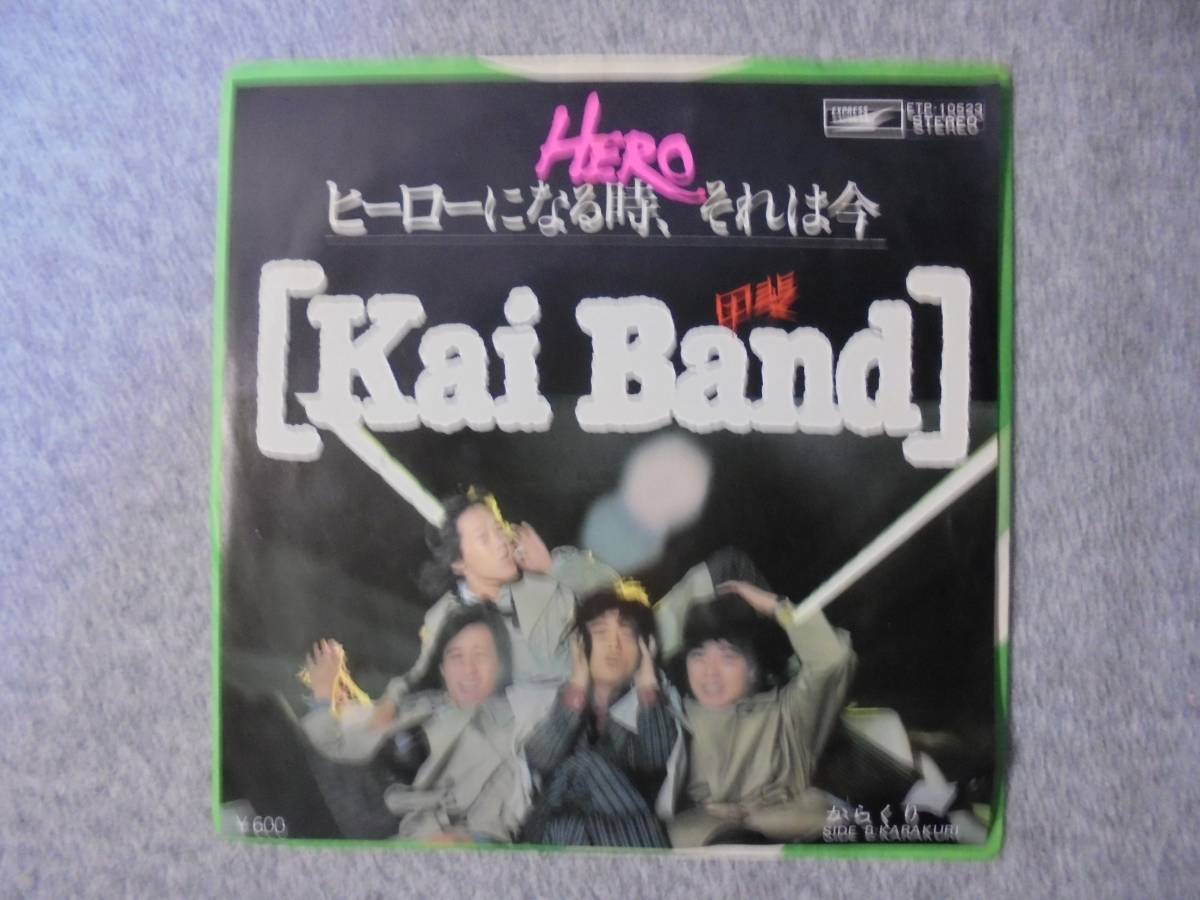 HERO
EXPRESS
ETP-10523
STEREO
ヒーローになる時、それは今
甲斐
[Kai Band]
¥600
からくり
SIDE B KARAKURI